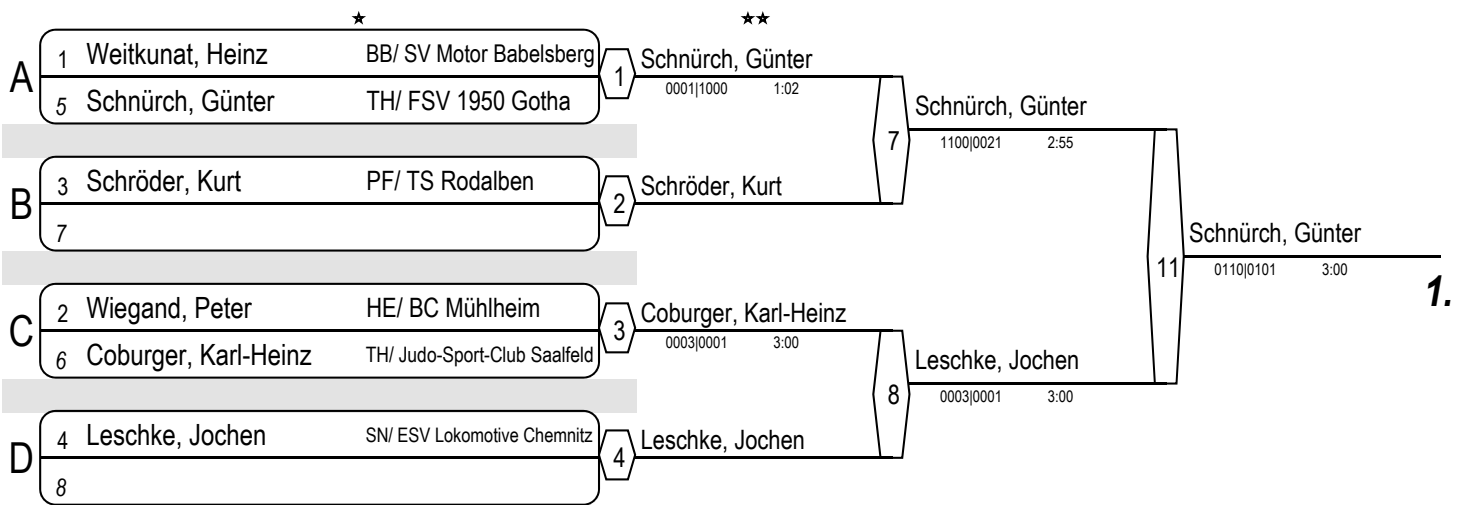 ★ ★★
A
1 Weitkunat, Heinz BB/ SV Motor Babelsberg
5 Schnürch, Günter TH/ FSV 1950 Gotha
1
Schnürch, Günter
0001|1000 1:02
B
3 Schröder, Kurt PF/ TS Rodalben
7
2
Schröder, Kurt
7
Schnürch, Günter
1100|0021 2:55
C
2 Wiegand, Peter HE/ BC Mühlheim
6 Coburger, Karl-Heinz TH/ Judo-Sport-Club Saalfeld
3
Coburger, Karl-Heinz
0003|0001 3:00
D
4 Leschke, Jochen SN/ ESV Lokomotive Chemnitz
8
4
Leschke, Jochen
8
Leschke, Jochen
0003|0001 3:00
11
Schnürch, Günter
0110|0101 3:00
1.